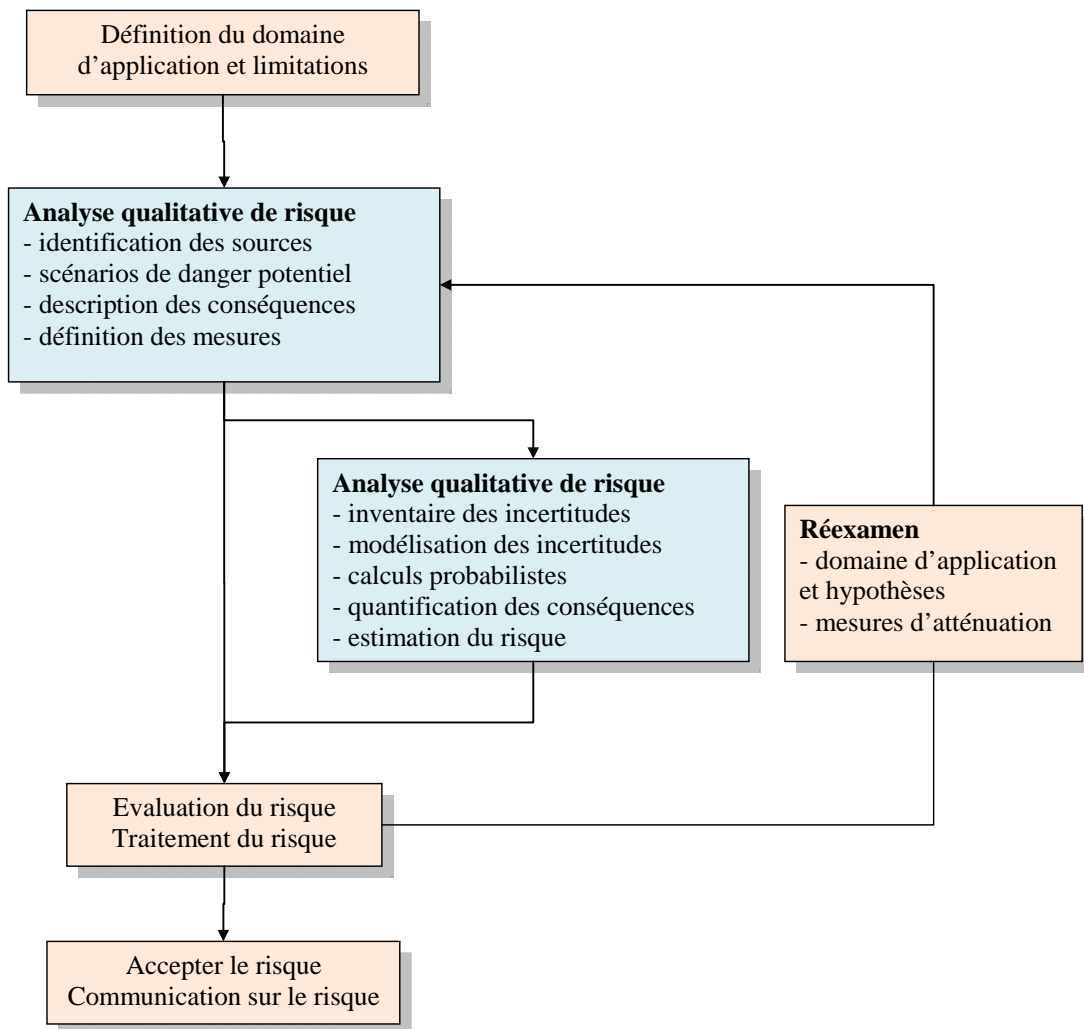 Définition du domaine
d’application et limitations
Analyse qualitative de risque
- identification des sources
- scénarios de danger potentiel
- description des conséquences
- définition des mesures
Analyse qualitative de risque
- inventaire des incertitudes
- modélisation des incertitudes
- calculs probabilistes
- quantification des conséquences
- estimation du risque
Réexamen
- domaine d’application
et hypothèses
- mesures d’atténuation
Evaluation du risque
Traitement du risque
Accepter le risque
Communication sur le risque